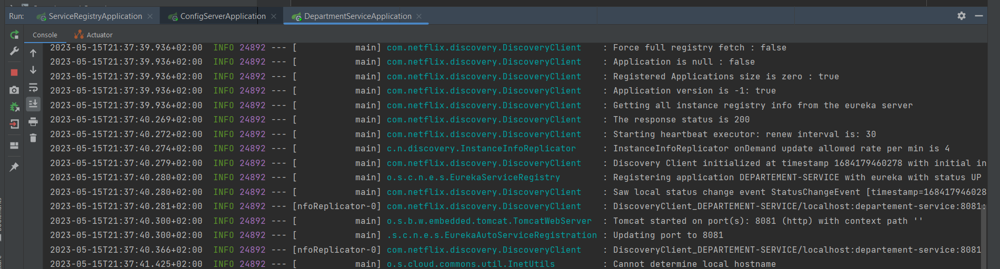 Run: ServiceRegistryApplication ConfigServerApplication DepartmentServiceApplication
Console Actuator
2023-05-15T21:37:39.936+02:00  INFO 24892 --- [           main] com.netflix.discovery.DiscoveryClient    : Force full registry fetch : false
2023-05-15T21:37:39.936+02:00  INFO 24892 --- [           main] com.netflix.discovery.DiscoveryClient    : Application is null : false
2023-05-15T21:37:39.936+02:00  INFO 24892 --- [           main] com.netflix.discovery.DiscoveryClient    : Registered Applications size is zero : true
2023-05-15T21:37:39.936+02:00  INFO 24892 --- [           main] com.netflix.discovery.DiscoveryClient    : Application version is -1: true
2023-05-15T21:37:39.936+02:00  INFO 24892 --- [           main] com.netflix.discovery.DiscoveryClient    : Getting all instance registry info from the eureka server
2023-05-15T21:37:40.269+02:00  INFO 24892 --- [           main] com.netflix.discovery.DiscoveryClient    : The response status is 200
2023-05-15T21:37:40.272+02:00  INFO 24892 --- [           main] com.netflix.discovery.DiscoveryClient    : Starting heartbeat executor: renew interval is: 30
2023-05-15T21:37:40.274+02:00  INFO 24892 --- [           main] c.n.discovery.InstanceInfoReplicator     : InstanceInfoReplicator onDemand update allowed rate per min is 4
2023-05-15T21:37:40.279+02:00  INFO 24892 --- [           main] com.netflix.discovery.DiscoveryClient    : Discovery Client initialized at timestamp 1684179460278 with initial in
2023-05-15T21:37:40.280+02:00  INFO 24892 --- [           main] o.s.c.n.e.s.EurekaServiceRegistry        : Registering application DEPARTEMENT-SERVICE with eureka with status UP
2023-05-15T21:37:40.280+02:00  INFO 24892 --- [           main] com.netflix.discovery.DiscoveryClient    : Saw local status change event StatusChangeEvent [timestamp=168417946028
2023-05-15T21:37:40.281+02:00  INFO 24892 --- [nfoReplicator-0] com.netflix.discovery.DiscoveryClient    : DiscoveryClient_DEPARTEMENT-SERVICE/localhost:departement-service:8081:
2023-05-15T21:37:40.300+02:00  INFO 24892 --- [           main] o.s.b.w.embedded.tomcat.TomcatWebServer  : Tomcat started on port(s): 8081 (http) with context path ''
2023-05-15T21:37:40.300+02:00  INFO 24892 --- [           main] .s.c.n.e.s.EurekaAutoServiceRegistration : Updating port to 8081
2023-05-15T21:37:40.366+02:00  INFO 24892 --- [nfoReplicator-0] com.netflix.discovery.DiscoveryClient    : DiscoveryClient_DEPARTEMENT-SERVICE/localhost:departement-service:8081
2023-05-15T21:37:41.425+02:00  INFO 24892 --- [           main] o.s.cloud.commons.util.InetUtils         : Cannot determine local hostname